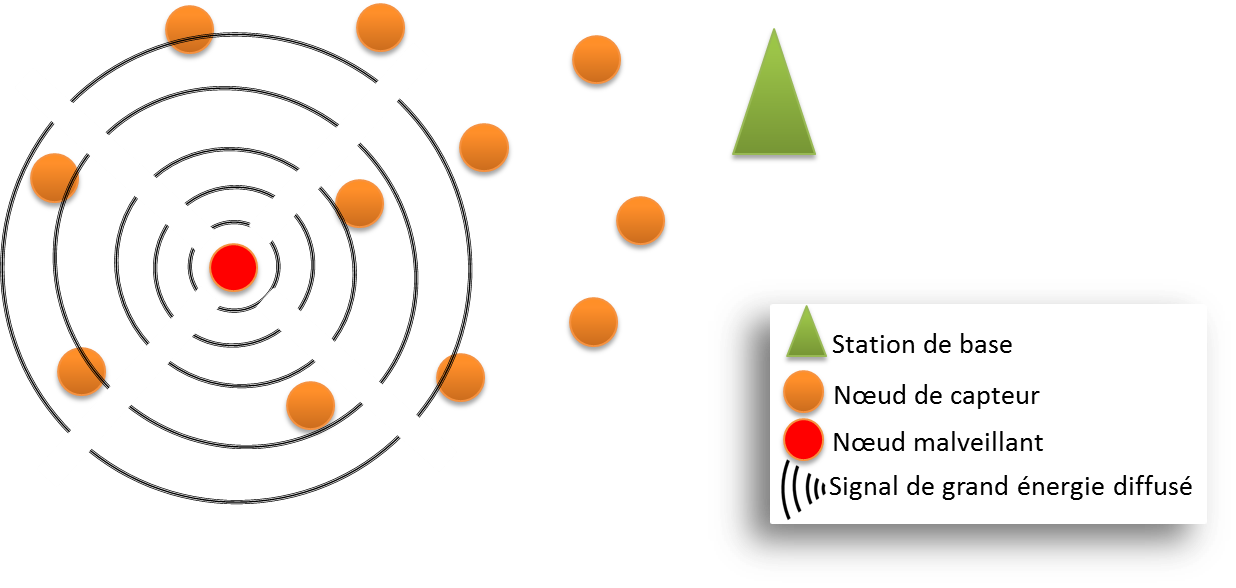 Station de base
Nœud de capteur
Nœud malveillant
Signal de grand énergie diffusé